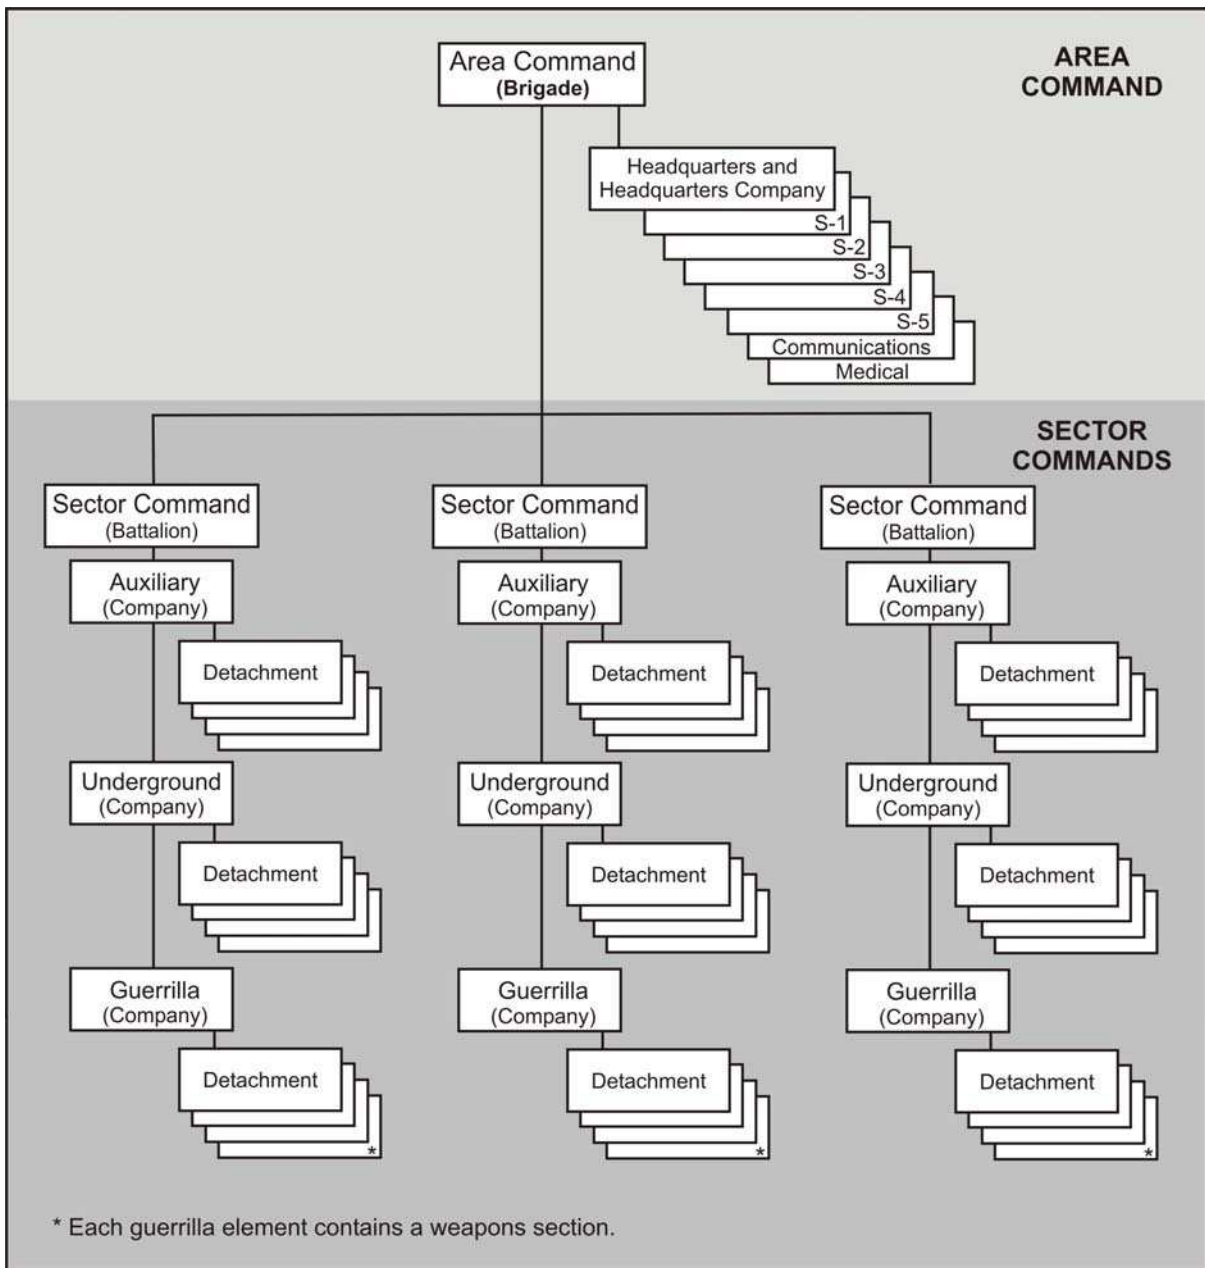 AREA
COMMAND
Area Command
(Brigade)
Headquarters and
Headquarters Company
S-1
S-2
S-3
S-4
S-5
Communications
Medical
SECTOR
COMMANDS
Sector Command
(Battalion)
Auxiliary
(Company)
Detachment
Underground
(Company)
Detachment
Guerrilla
(Company)
Detachment
*
Sector Command
(Battalion)
Auxiliary
(Company)
Detachment
Underground
(Company)
Detachment
Guerrilla
(Company)
Detachment
*
Sector Command
(Battalion)
Auxiliary
(Company)
Detachment
Underground
(Company)
Detachment
Guerrilla
(Company)
Detachment
*
* Each guerrilla element contains a weapons section.